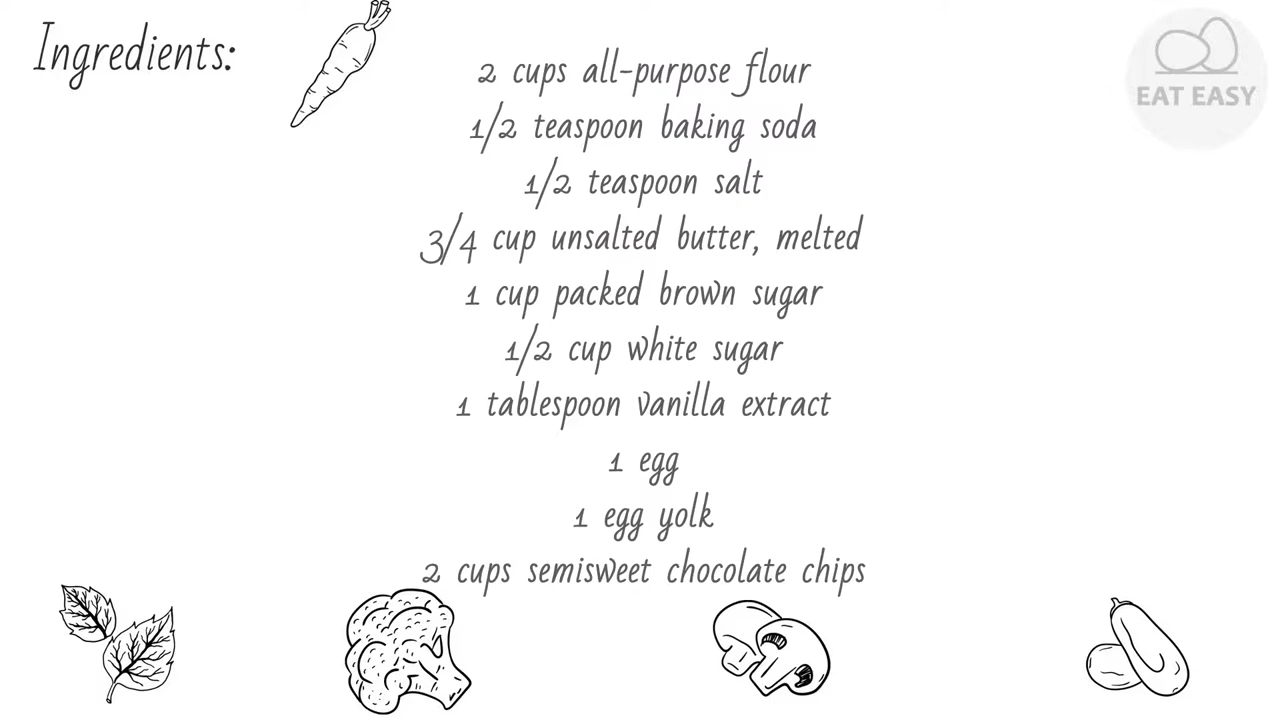 Ingredients:
EAT EASY
2 cups all-purpose flour
1/2 teaspoon baking soda
1/2 teaspoon salt
3/4 cup unsalted butter, melted
1 cup packed brown sugar
1/2 cup white sugar
1 tablespoon vanilla extract
1 egg
1 egg yolk
2 cups semisweet chocolate chips